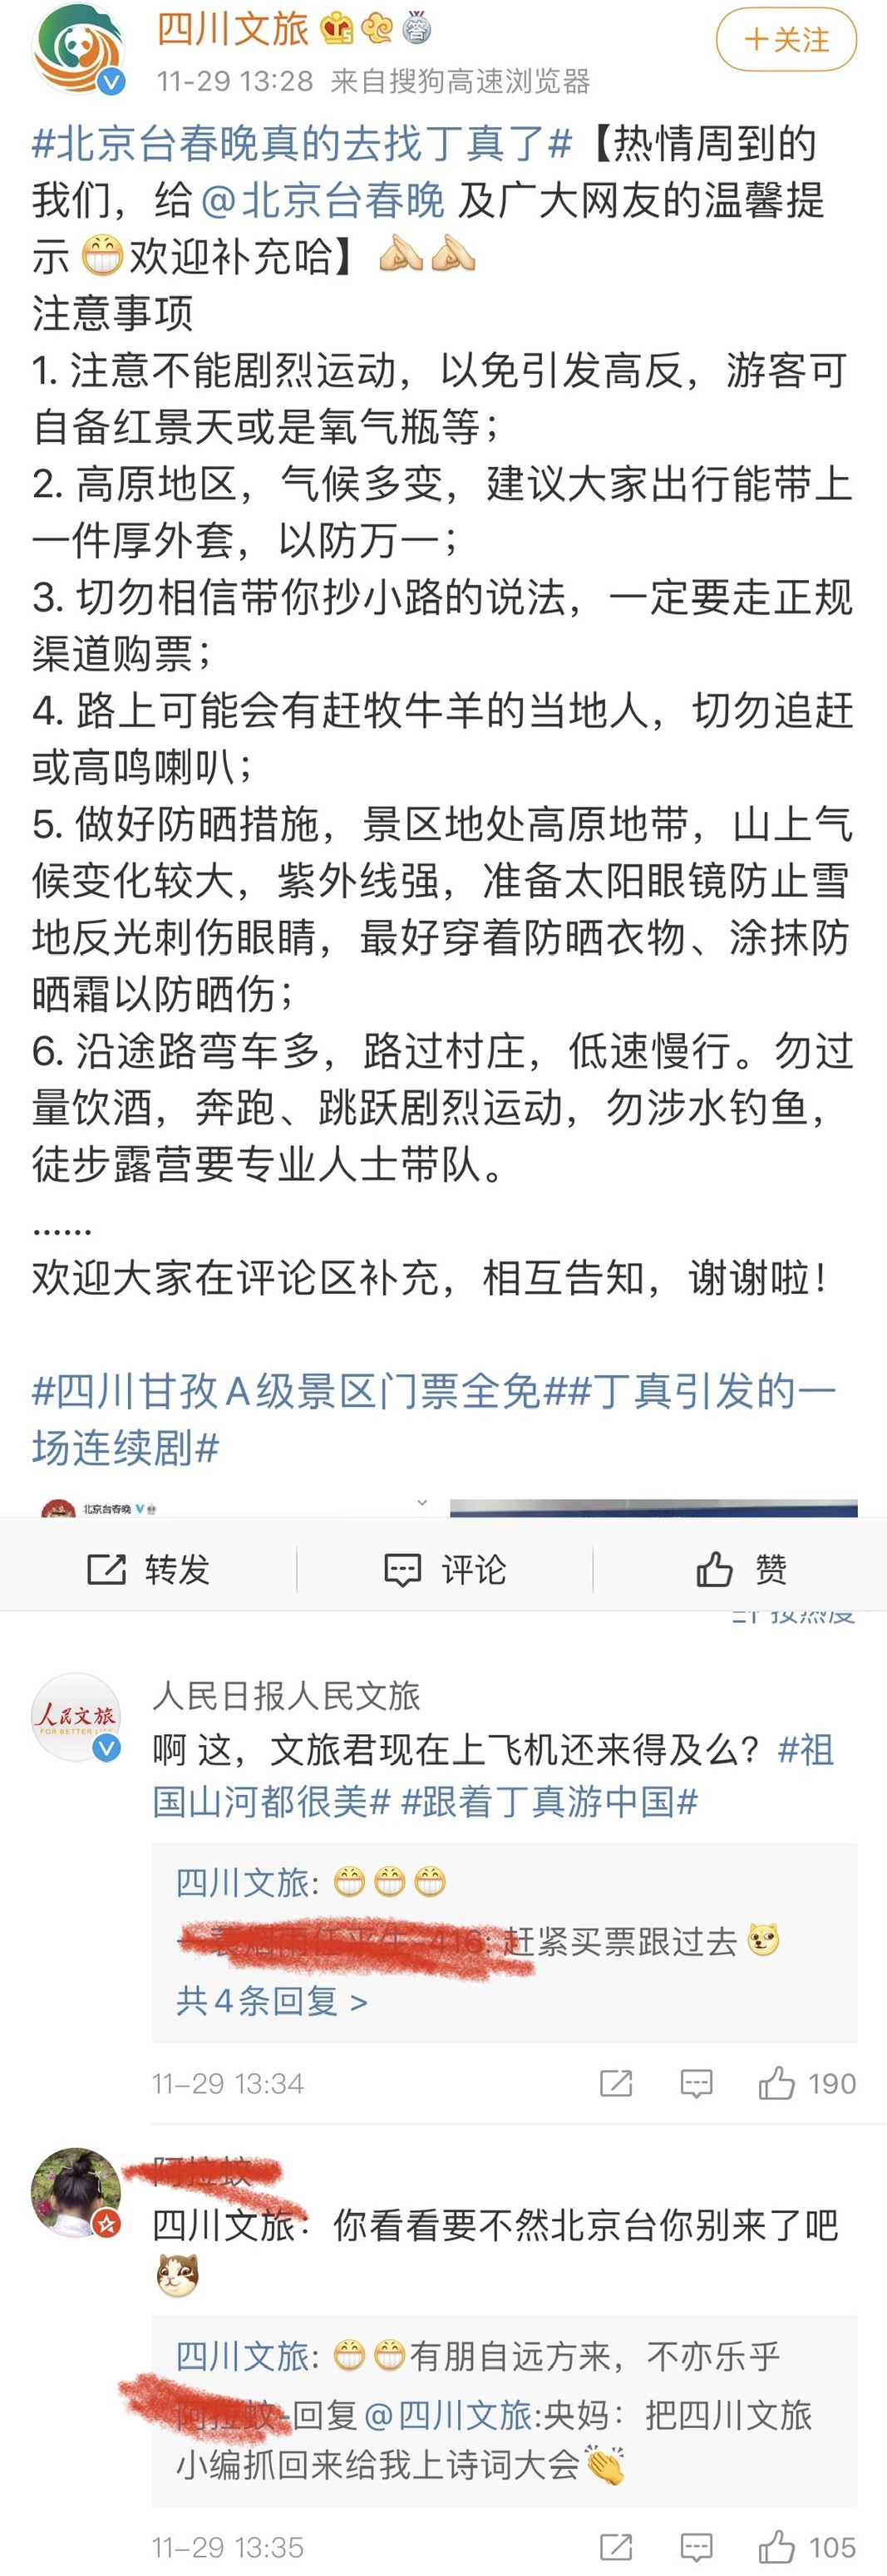 四川文旅
11-29 13:28 来自搜狗高速浏览器
+关注
#北京台春晚真的去找丁真了#【热情周到的
我们，给@北京台春晚 及广大网友的温馨提
示😁欢迎补充哈】🙏🙏
注意事项
1. 注意不能剧烈运动，以免引发高反，游客可
自备红景天或是氧气瓶等；
2. 高原地区，气候多变，建议大家出行能带上
一件厚外套，以防万一；
3. 切勿相信带你抄小路的说法，一定要走正规
渠道购票；
4. 路上可能会有赶牧牛羊的当地人，切勿追赶
或高鸣喇叭；
5. 做好防晒措施，景区地处高原地带，山上气
候变化较大，紫外线强，准备太阳眼镜防止雪
地反光刺伤眼睛，最好穿着防晒衣物、涂抹防
晒霜以防晒伤；
6. 沿途路弯车多，路过村庄，低速慢行。勿过
量饮酒，奔跑、跳跃剧烈运动，勿涉水钓鱼，
徒步露营要专业人士带队。
......
欢迎大家在评论区补充，相互告知，谢谢啦！
#四川甘孜A级景区门票全免##丁真引发的一
场连续剧#
北京台春晚
转发
评论
赞
按热度
人民文旅
FOR BETTER
人民日报人民文旅
啊 这，文旅君现在上飞机还来得及么？#祖
国山河都很美# #跟着丁真游中国#
四川文旅: 😁😁😁
赶紧买票跟过去
共4条回复 >
11-29 13:34
190
四川文旅：你看看要不然北京台你别来了吧
四川文旅: 😁😁有朋自远方来，不亦乐乎
回复@四川文旅:央妈：把四川文旅
小编抓回来给我上诗词大会👏
11-29 13:35
105